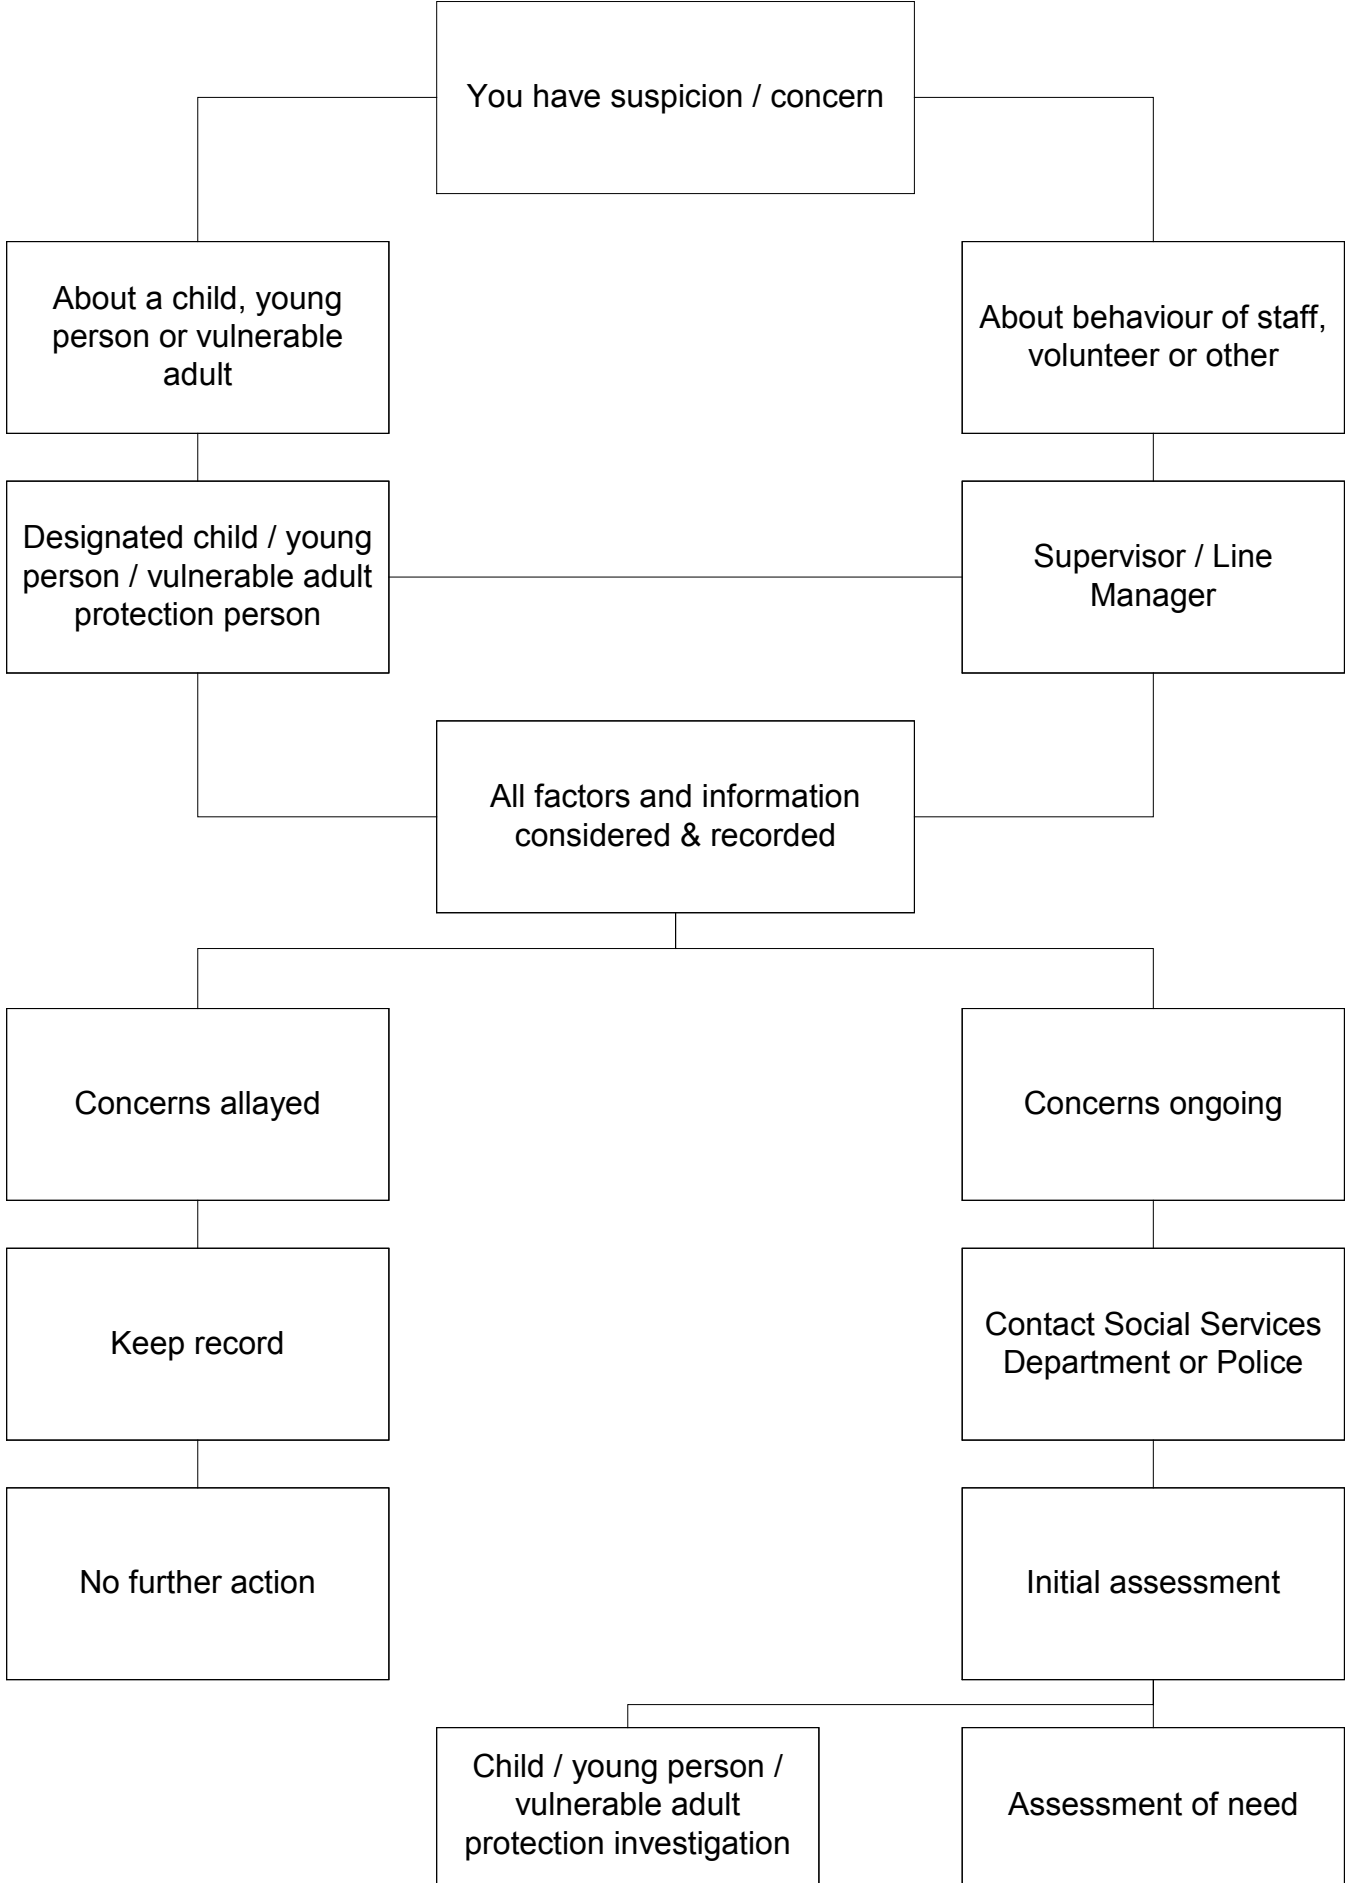 You have suspicion / concern
About a child, young
person or vulnerable
adult
About behaviour of staff,
volunteer or other
Designated child / young
person / vulnerable adult
protection person
Supervisor / Line
Manager
All factors and information
considered & recorded
Concerns allayed
Concerns ongoing
Keep record
Contact Social Services
Department or Police
No further action
Initial assessment
Child / young person /
vulnerable adult
protection investigation
Assessment of need